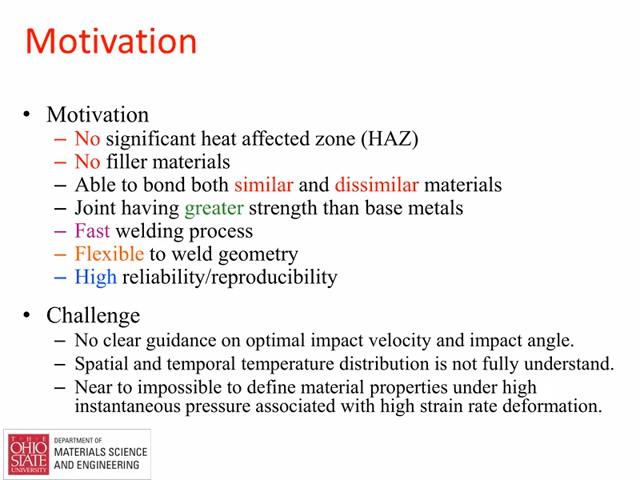 Motivation
• Motivation
– No significant heat affected zone (HAZ)
– No filler materials
– Able to bond both similar and dissimilar materials
– Joint having greater strength than base metals
– Fast welding process
– Flexible to weld geometry
– High reliability/reproducibility
• Challenge
– No clear guidance on optimal impact velocity and impact angle.
– Spatial and temporal temperature distribution is not fully understand.
– Near to impossible to define material properties under high
instantaneous pressure associated with high strain rate deformation.
THE
OHIO
STATE
UNIVERSITY
DEPARTMENT OF
MATERIALS SCIENCE
AND ENGINEERING